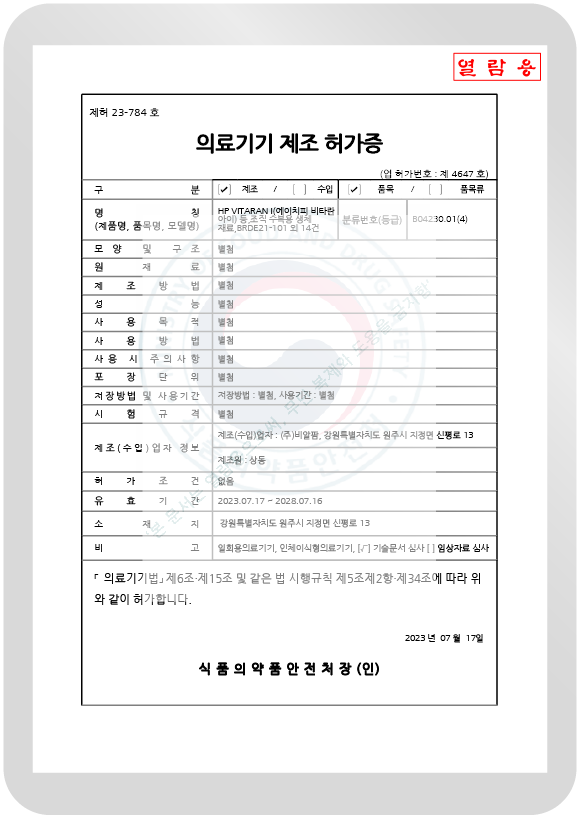 열 람 용
제허 23-784 호
의료기기 제조 허가증
(업 허가번호 : 제 4647 호)
구 분 [✓] 제조 / [ ] 수입 [✓] 품목 / [ ] 품목류
명 칭
(제품명, 품목명, 모델명)
HP VITARAN I(에이치피 비타란
아이) 등 조직 수복용 생체
재료,BRDE21-101 외 14건
분류번호(등급) B04230.01(4)
모 양 및 구 조 별첨
원 재 료 별첨
제 조 방 법 별첨
성 능 별첨
사 용 목 적 별첨
사 용 방 법 별첨
사 용 시 주 의 사 항 별첨
포 장 단 위 별첨
저장방법 및 사용기간 저장방법 : 별첨, 사용기간 : 별첨
시 험 규 격 별첨
제 조 ( 수 입 ) 업 자 정 보
제조(수입)업자 : (주)비알팜, 강원특별자치도 원주시 지정면 신평로 13
제조원 : 상동
허 가 조 건 없음
유 효 기 간 2023.07.17 ~ 2028.07.16
소 재 지 강원특별자치도 원주시 지정면 신평로 13
비 고 일회용의료기기, 인체이식형의료기기, [✓] 기술문서 심사 [ ] 임상자료 심사
「 의료기기법」제6조·제15조 및 같은 법 시행규칙 제5조제2항·제34조에 따라 위
와 같이 허가합니다.
2023 년 07 월 17일
식 품 의 약 품 안 전 처 장 (인)